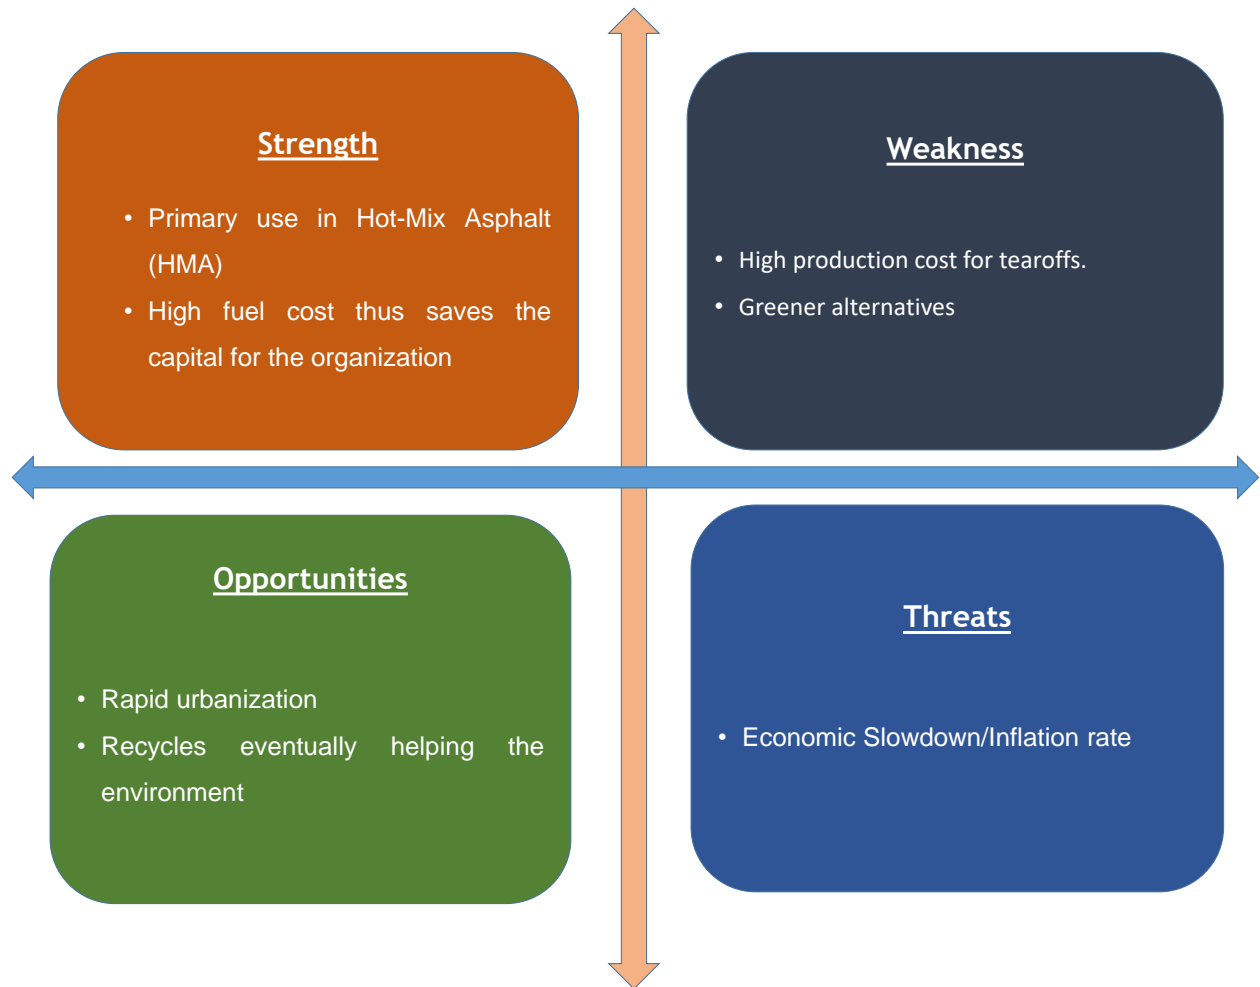 Strength
• Primary use in Hot-Mix Asphalt
(HMA)
• High fuel cost thus saves the
capital for the organization
Weakness
• High production cost for tearoffs.
• Greener alternatives
Opportunities
• Rapid urbanization
• Recycles eventually helping the
environment
Threats
• Economic Slowdown/Inflation rate